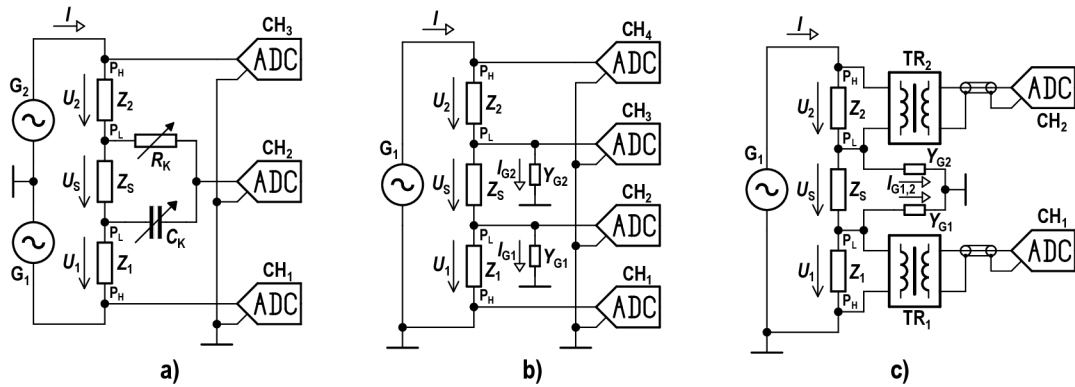 I
CH3
ADC
PH
G2
U2
Z2
PL
RK
CH2
ADC
US
ZS
CK
PL
G1
U1
Z1
CH1
PH
ADC
a)
I
CH4
ADC
PH
U2
Z2
CH3
PL
ADC
G1
IG2
YG2
US
ZS
CH2
ADC
PL
IG1
YG1
U1
Z1
CH1
PH
ADC
b)
I
TR2
PH
ADC
U2
Z2
CH2
PL
YG2
G1
US
ZS
IG1,2
YG1
PL
CH1
U1
Z1
ADC
PH
TR1
c)